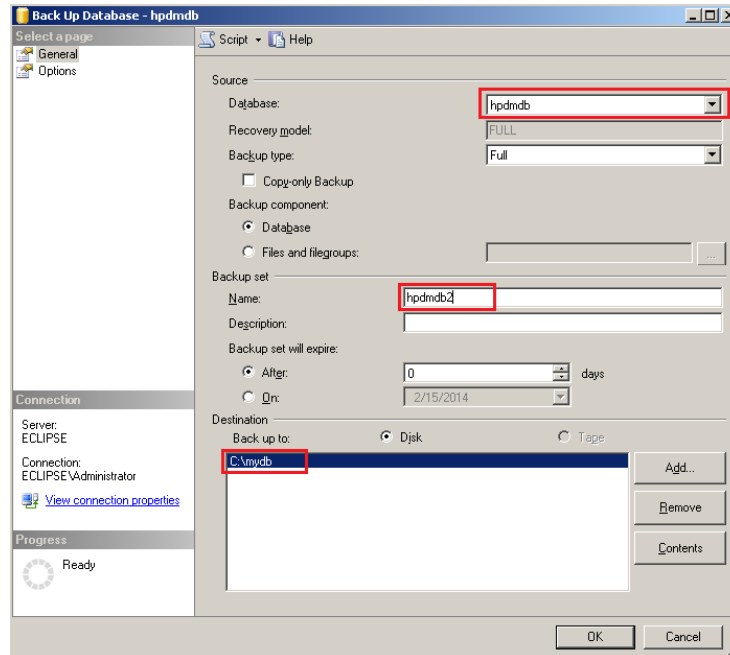 Back Up Database - hpdmdb
Select a page
General
Options
Script Help
Source
Database: hpdmdb
Recovery model: FULL
Backup type: Full
Copy-only Backup
Backup component:
Database
Files and filegroups: ...
Backup set
Name: hpdmdb2
Description:
Backup set will expire:
After: 0 days
On: 2/15/2014
Destination
Back up to: Disk Tape
C:\mydb
Add...
Remove
Contents
Connection
Server:
ECLIPSE
Connection:
ECLIPSE\Administrator
View connection properties
Progress
Ready
OK Cancel